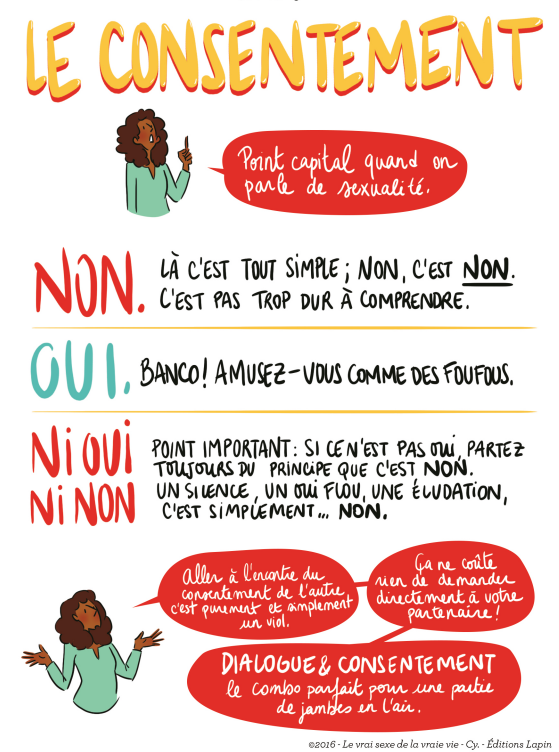 LE CONSENTEMENT
Point capital quand on
parle de sexualité.
NON.
LÀ C'EST TOUT SIMPLE ; NON, C'EST NON.
C'EST PAS TROP DUR À COMPRENDRE.
OUI.
BANCO! AMUSEZ-VOUS COMME DES FOUFOUS.
Ni OUI
Ni NON
POINT IMPORTANT: SI CE N'EST PAS OUI, PARTEZ
TOUJOURS DU PRINCIPE QUE C'EST NON.
UN SILENCE, UN OUI FLOU, UNE ÉLUDATION,
C'EST SIMPLEMENT... NON.
Aller à l'encontre du
consentement de l'autre
c'est purement et simplement
un viol.
Ça ne coûte
rien de demander
directement à votre
partenaire!
DIALOGUE & CONSENTEMENT
le combo parfait pour une partie
de jambes en l'air.
©2016 - Le vrai sexe de la vraie vie - Cy. - Éditions Lapin